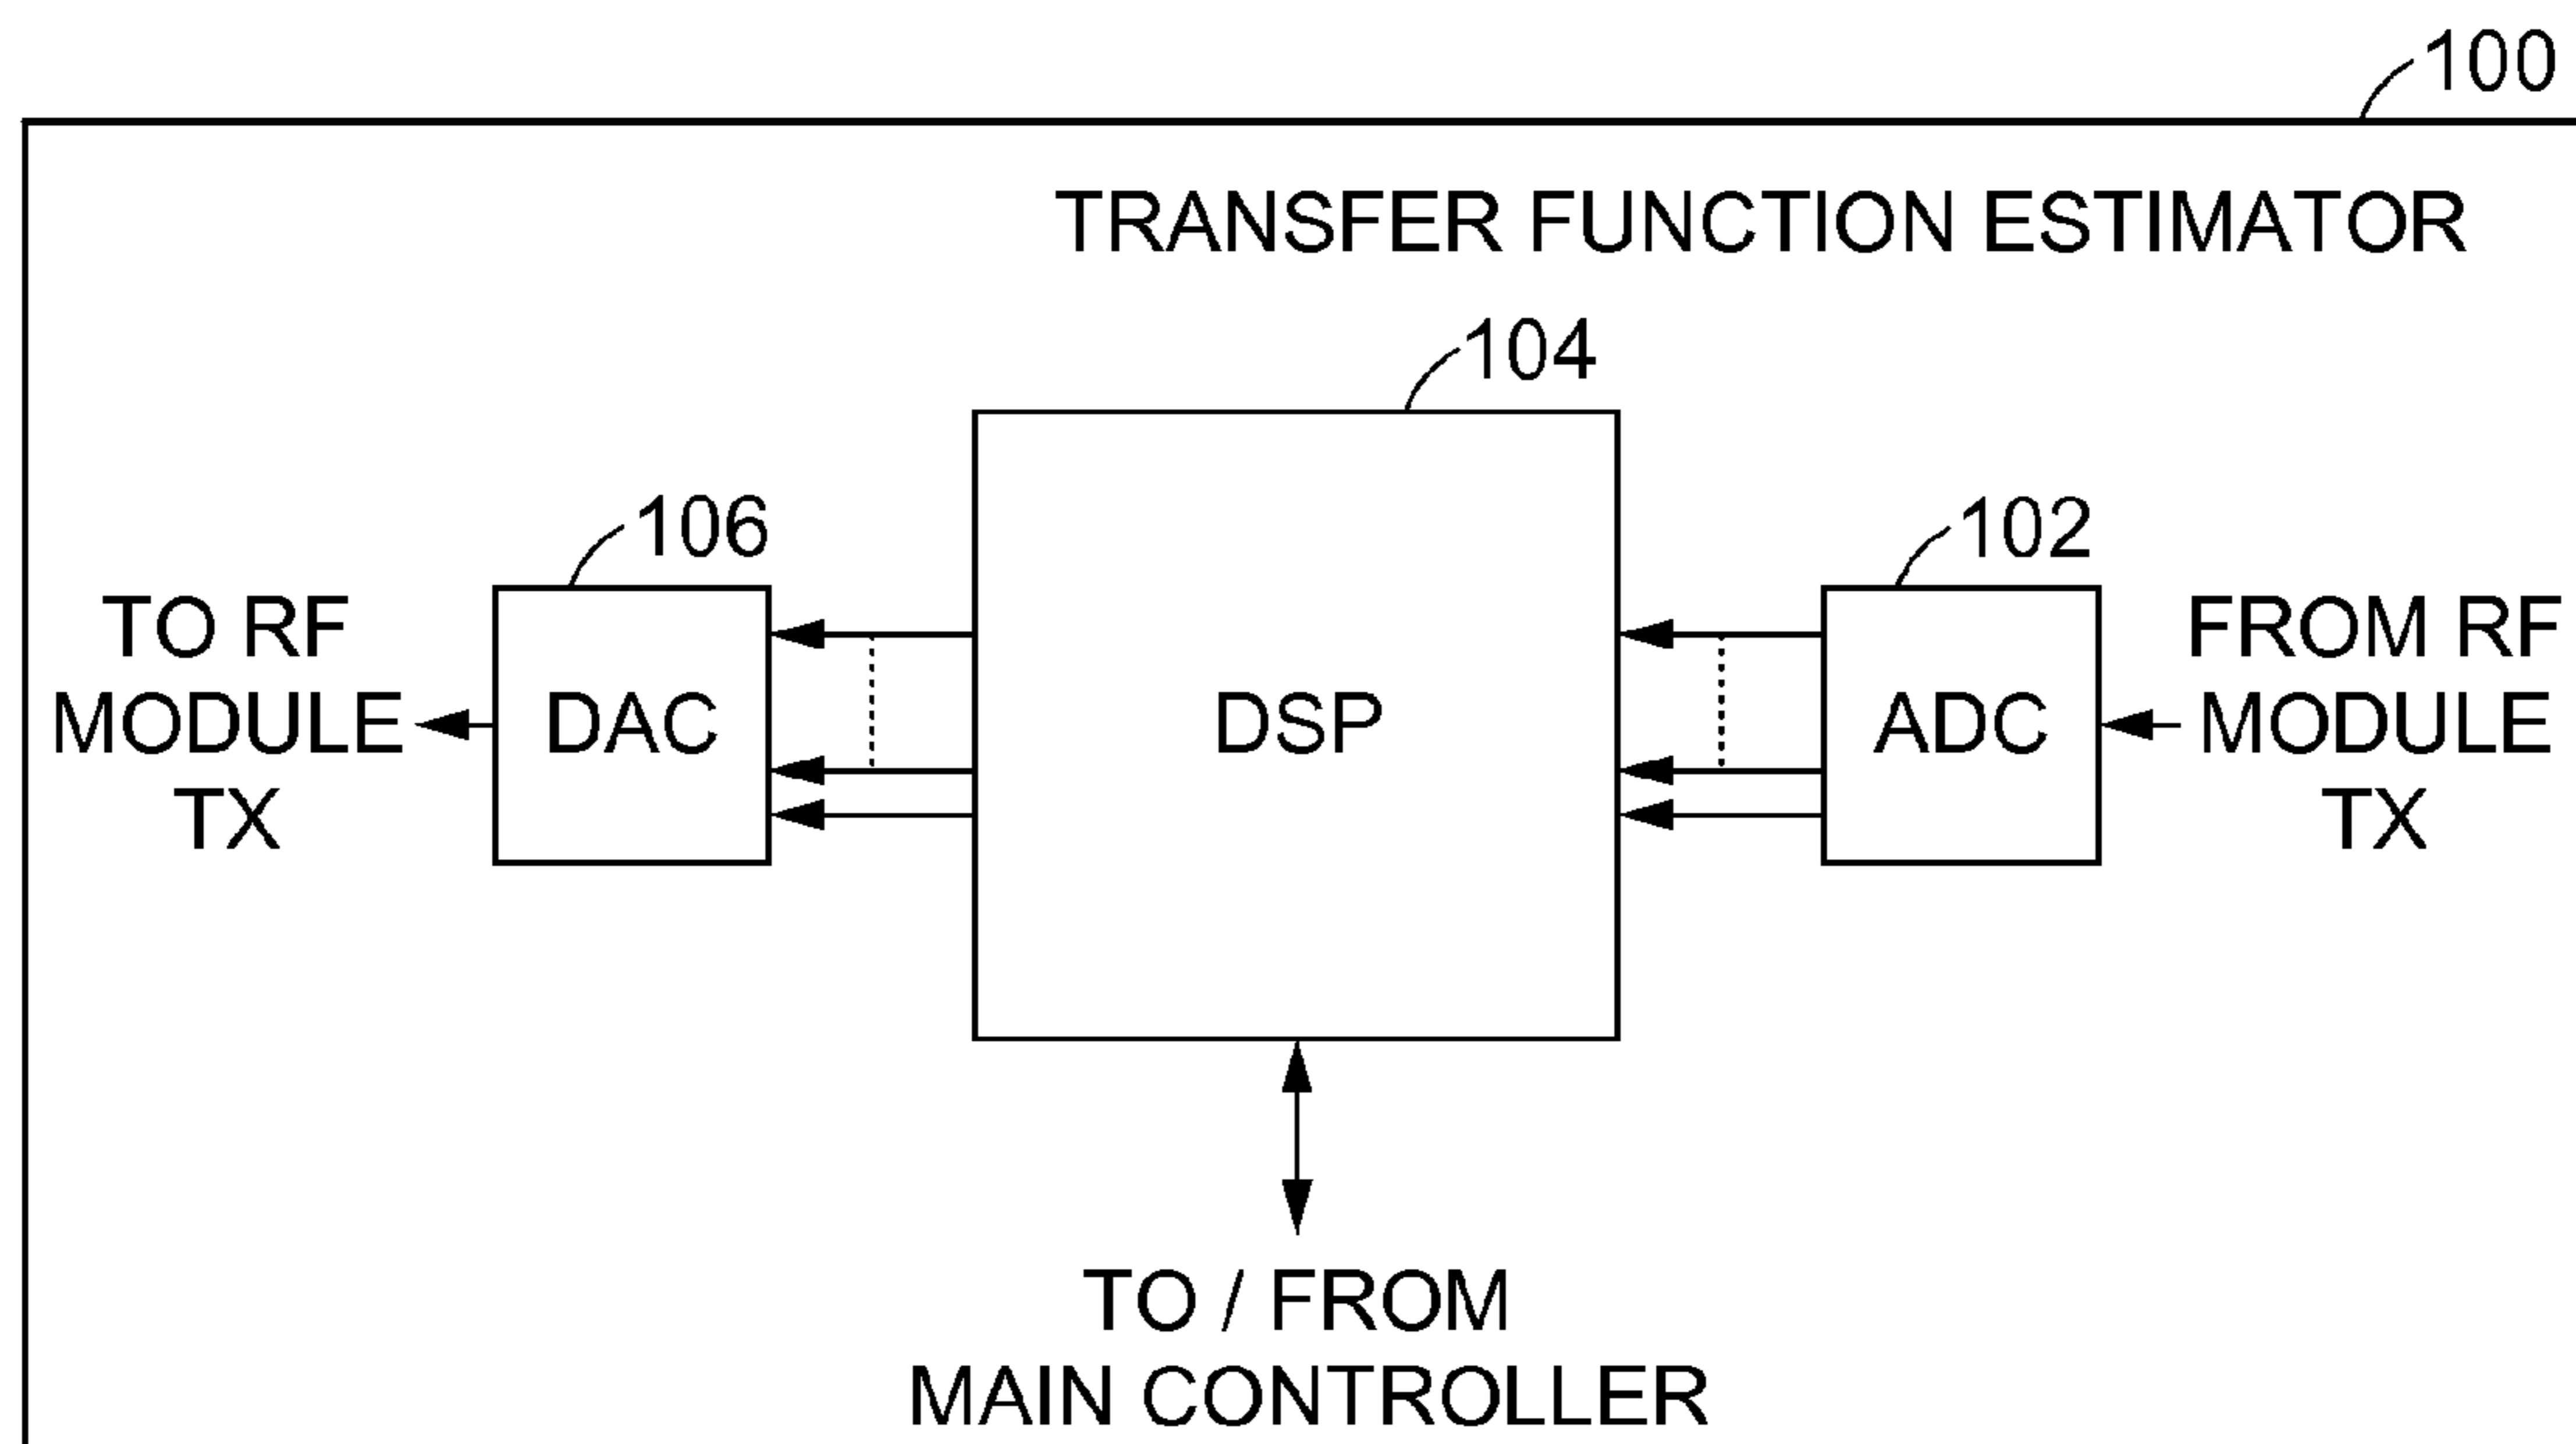 100
TRANSFER FUNCTION ESTIMATOR
104
106
102
TO RF
MODULE
TX
DAC
DSP
ADC
FROM RF
MODULE
TX
TO / FROM
MAIN CONTROLLER